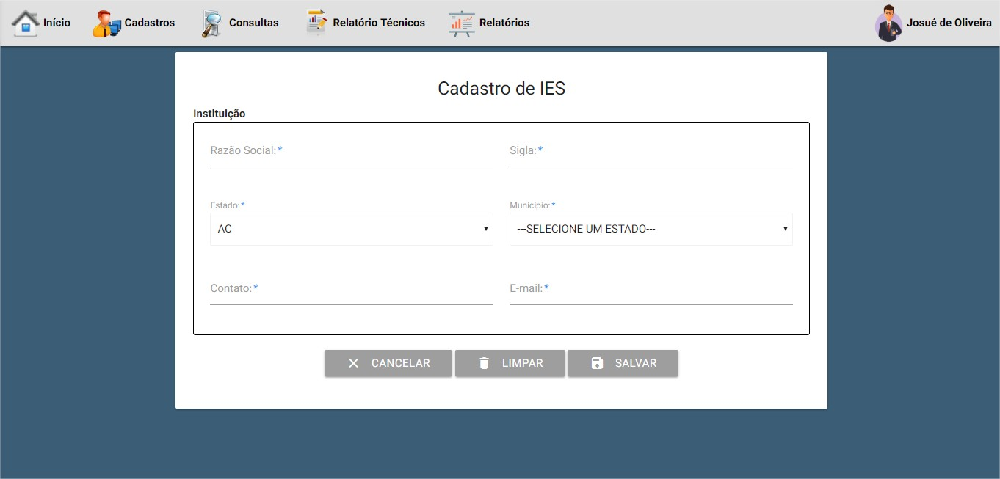 Início Cadastros Consultas Relatório Técnicos Relatórios Josué de Oliveira
Cadastro de IES
Instituição
Razão Social:* Sigla:*
Estado:* Município:*
AC ---SELECIONE UM ESTADO---
Contato:* E-mail:*
CANCELAR LIMPAR SALVAR